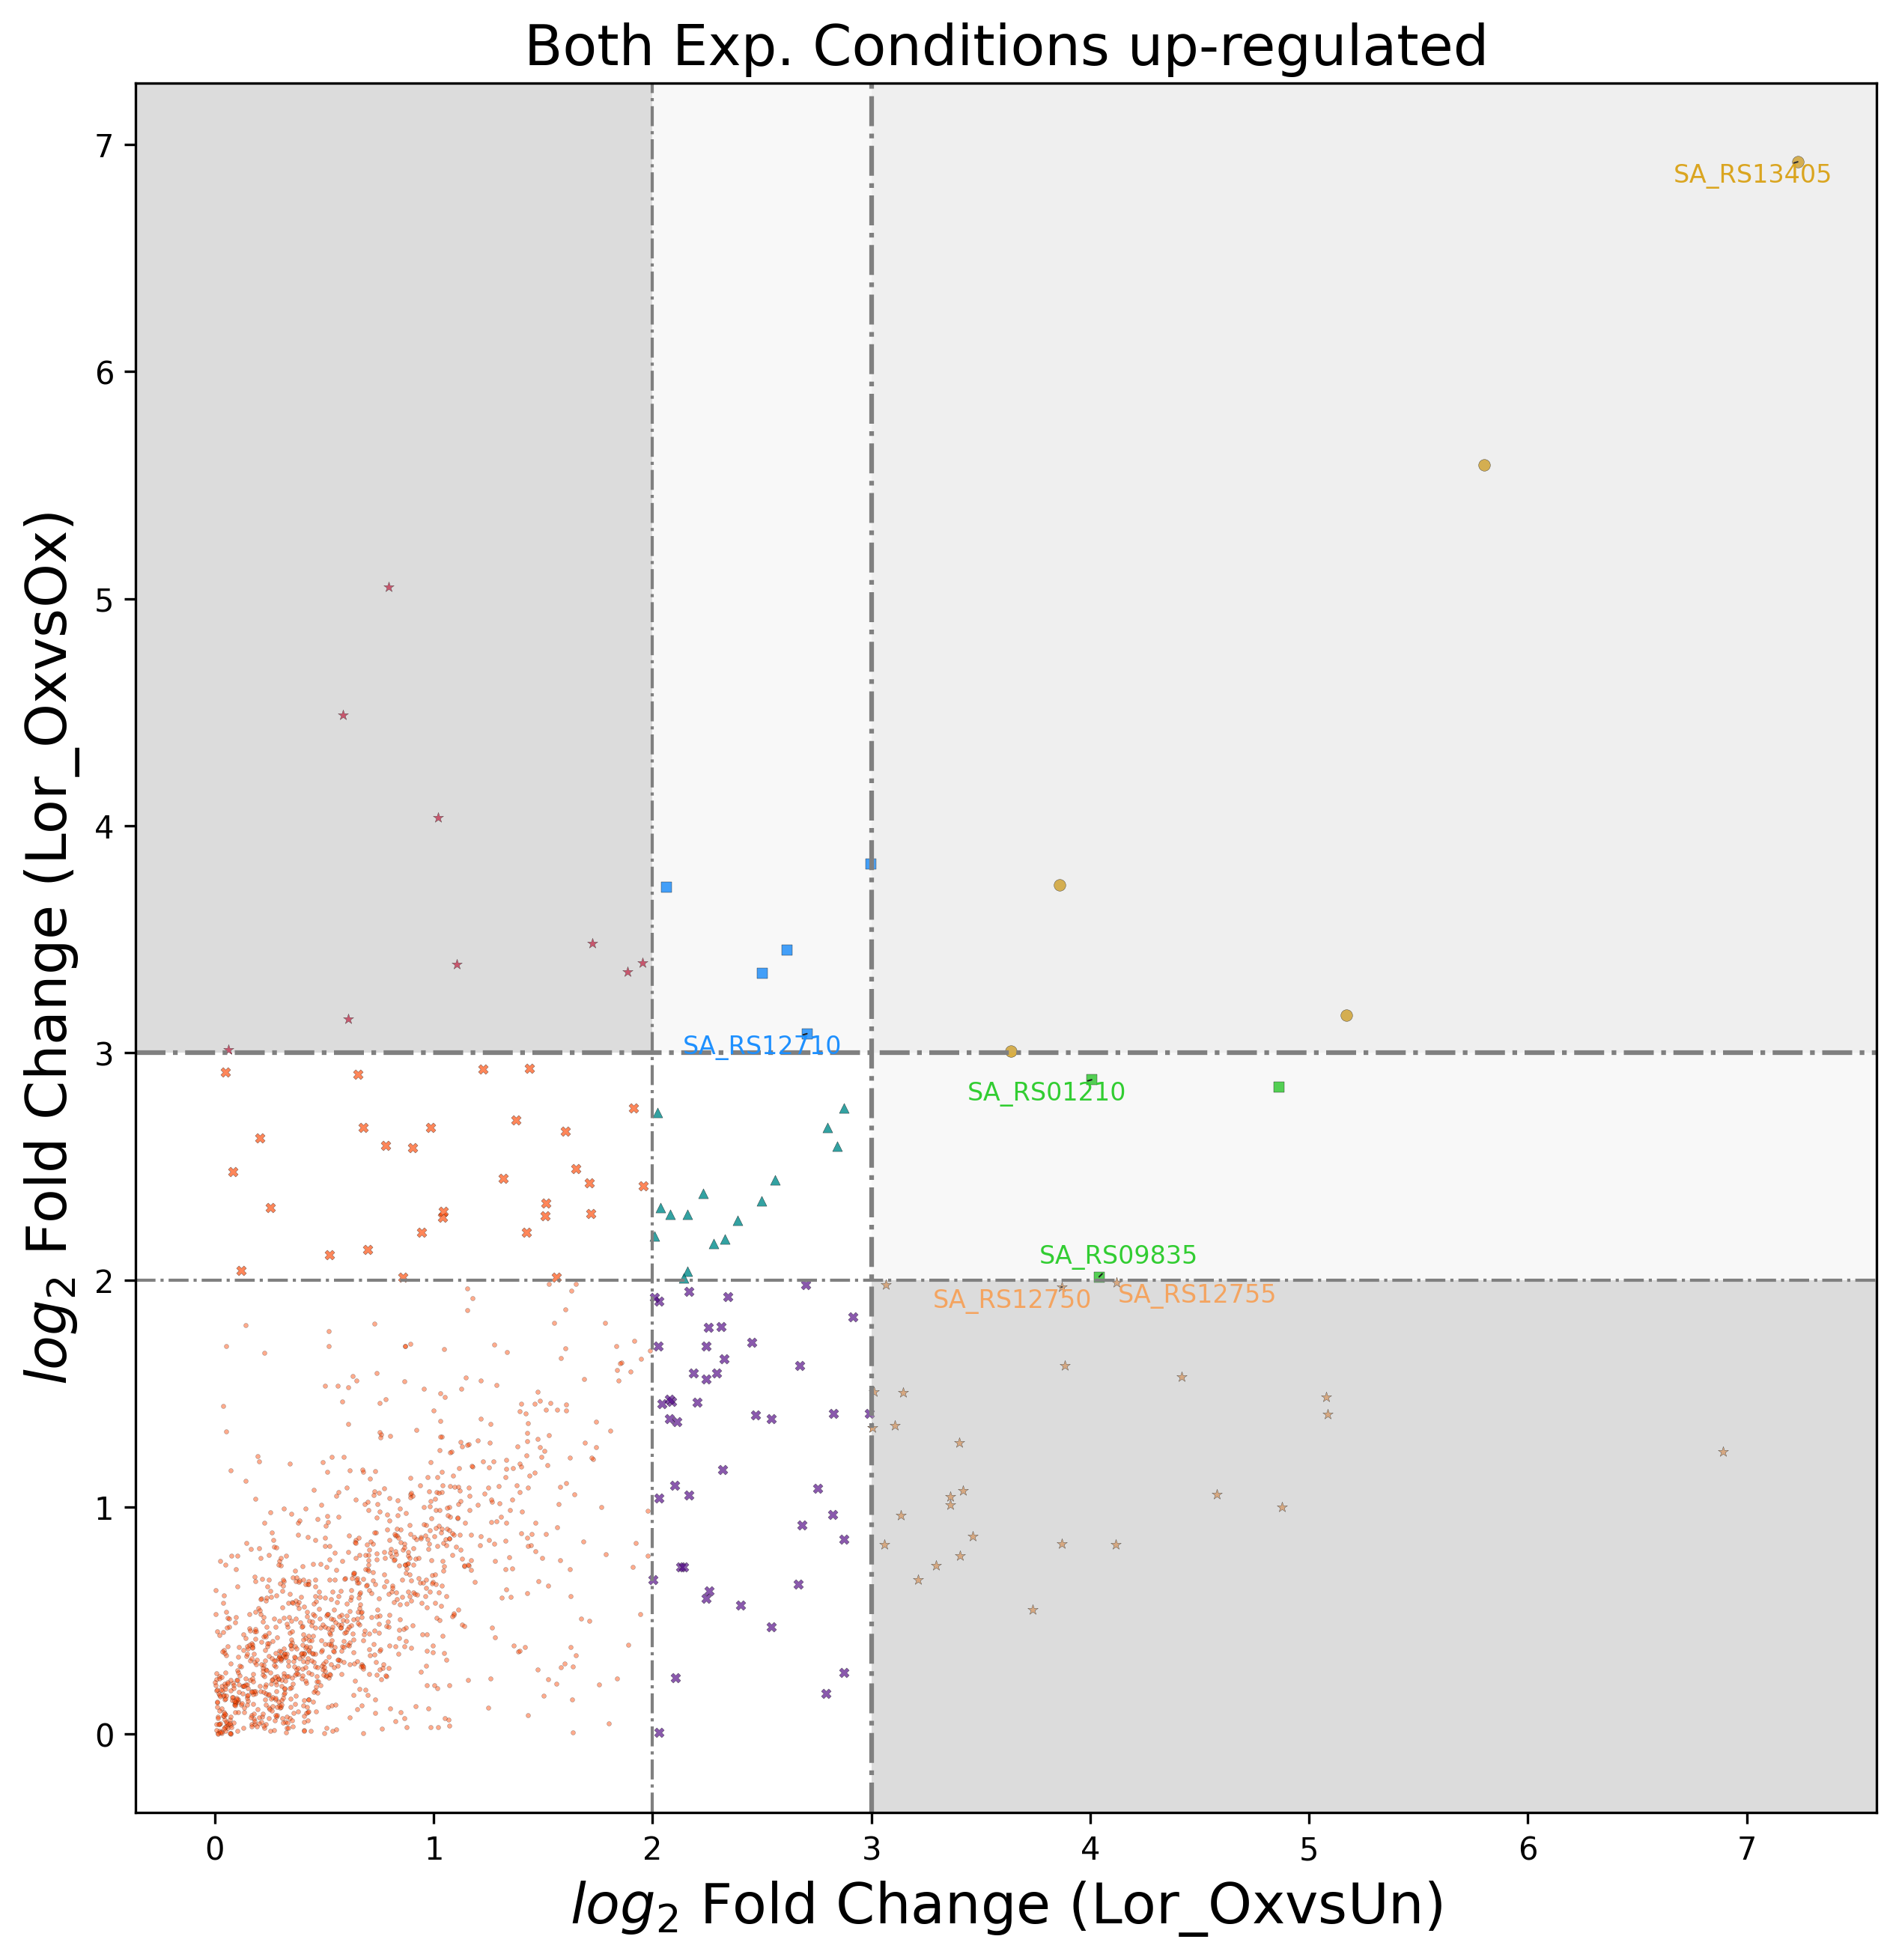 Both Exp. Conditions up-regulated
log2 Fold Change (Lor_OxvsOx)
7
6
5
4
3
2
1
0
SA_RS13405
SA_RS12710
SA_RS01210
SA_RS09835
SA_RS12750
SA_RS12755
0 1 2 3 4 5 6 7
log2 Fold Change (Lor_OxvsUn)